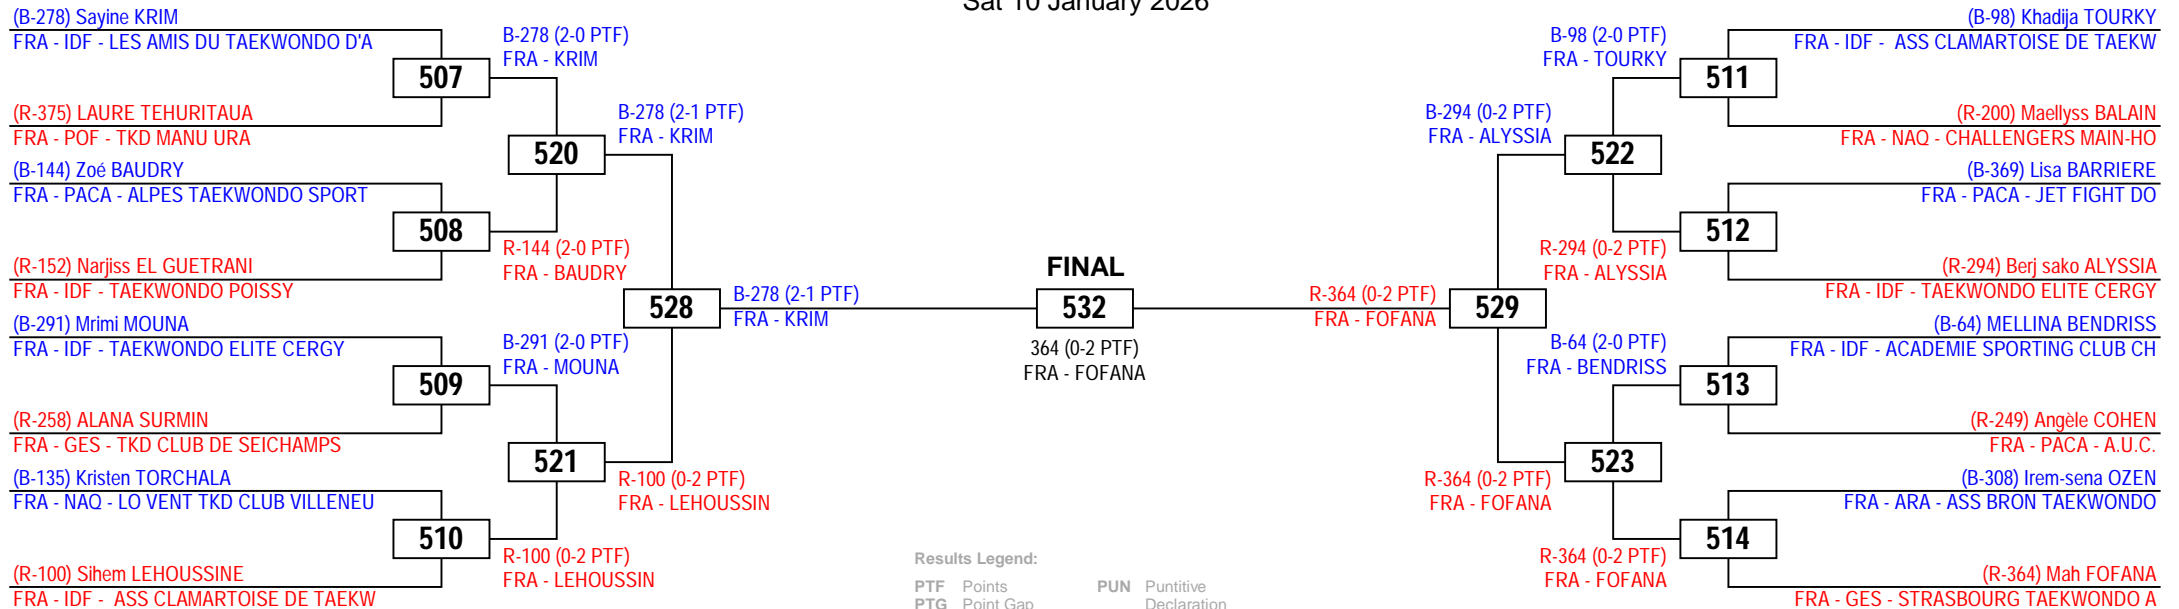 Sat 10 January 2026
(B-278) Sayine KRIM
FRA - IDF - LES AMIS DU TAEKWONDO D'A
507
(R-375) LAURE TEHURITAUA
FRA - POF - TKD MANU URA
(B-144) Zoé BAUDRY
FRA - PACA - ALPES TAEKWONDO SPORT
508
(R-152) Narjiss EL GUETRANI
FRA - IDF - TAEKWONDO POISSY
(B-291) Mrimi MOUNA
FRA - IDF - TAEKWONDO ELITE CERGY
509
(R-258) ALANA SURMIN
FRA - GES - TKD CLUB DE SEICHAMPS
(B-135) Kristen TORCHALA
FRA - NAQ - LO VENT TKD CLUB VILLENEU
510
(R-100) Sihem LEHOUSSINE
FRA - IDF - ASS CLAMARTOISE DE TAEKW
B-278 (2-0 PTF)
FRA - KRIM
520
R-144 (2-0 PTF)
FRA - BAUDRY
B-291 (2-0 PTF)
FRA - MOUNA
521
R-100 (0-2 PTF)
FRA - LEHOUSSIN
B-278 (2-1 PTF)
FRA - KRIM
528
R-100 (0-2 PTF)
FRA - LEHOUSSIN
B-278 (2-1 PTF)
FRA - KRIM
FINAL
532
364 (0-2 PTF)
FRA - FOFANA
R-364 (0-2 PTF)
FRA - FOFANA
B-294 (0-2 PTF)
FRA - ALYSSIA
529
R-364 (0-2 PTF)
FRA - FOFANA
B-98 (2-0 PTF)
FRA - TOURKY
522
R-294 (0-2 PTF)
FRA - ALYSSIA
B-64 (2-0 PTF)
FRA - BENDRISS
523
R-364 (0-2 PTF)
FRA - FOFANA
(B-98) Khadija TOURKY
FRA - IDF - ASS CLAMARTOISE DE TAEKW
511
(R-200) Maellyss BALAIN
FRA - NAQ - CHALLENGERS MAIN-HO
(B-369) Lisa BARRIERE
FRA - PACA - JET FIGHT DO
512
(R-294) Berj sako ALYSSIA
FRA - IDF - TAEKWONDO ELITE CERGY
(B-64) MELLINA BENDRISS
FRA - IDF - ACADEMIE SPORTING CLUB CH
513
(R-249) Angèle COHEN
FRA - PACA - A.U.C.
(B-308) Irem-sena OZEN
FRA - ARA - ASS BRON TAEKWONDO
514
(R-364) Mah FOFANA
FRA - GES - STRASBOURG TAEKWONDO A
Results Legend:
PTF Points
PTG Point Gap
PUN Puntitive
Declaration